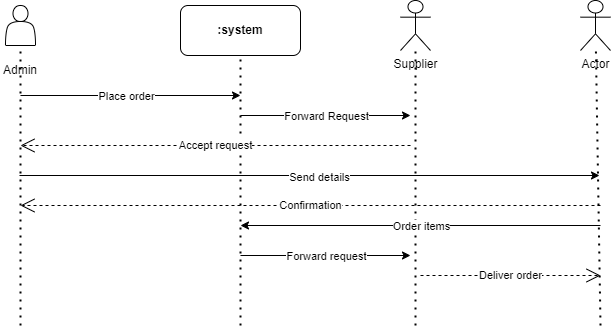 :system
Admin
Supplier
Actor
Place order
Forward Request
Accept request
Send details
Confirmation
Order items
Forward request
Deliver order